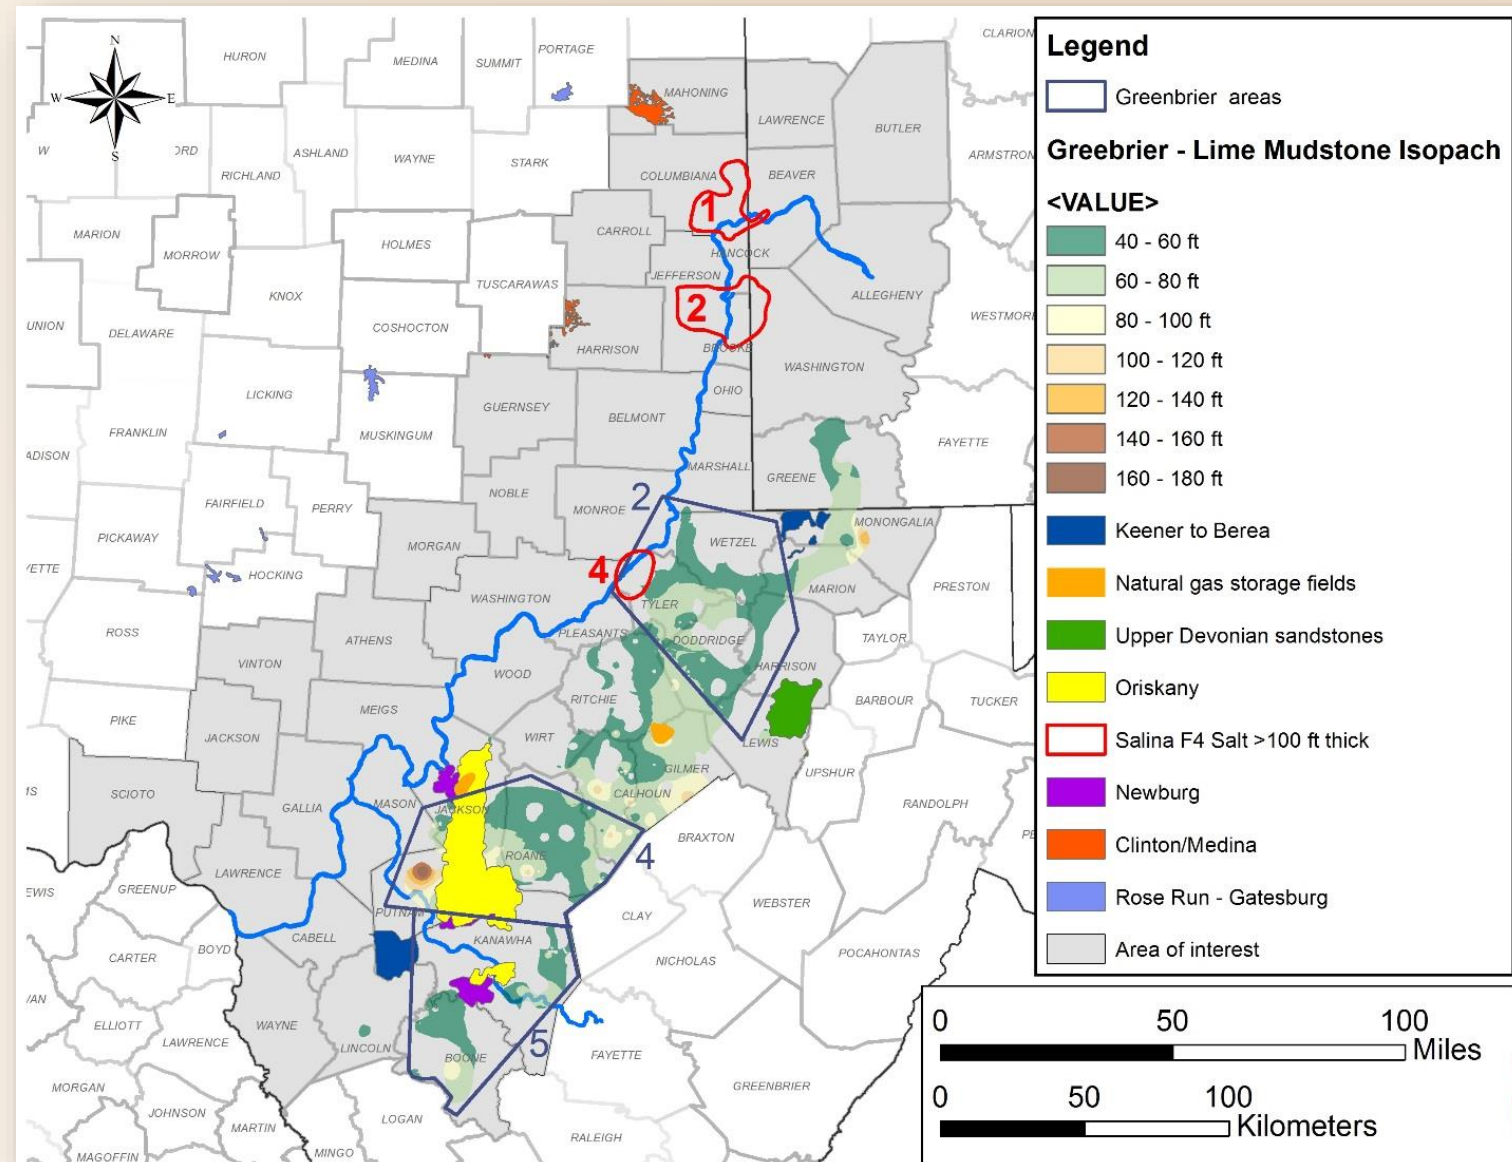 N
W
E
S
HURON
MEDINA
SUMMIT
PORTAGE
MAHONING
LAWRENCE
BUTLER
CLARION
W
ORD
RICHLAND
ASHLAND
WAYNE
STARK
COLUMBIANA
BEAVER
ARMSTRON
1
MARION
MORROW
HOLMES
CARROLL
HANCOCK
KNOX
TUSCARAWAS
JEFFERSON
ALLEGHENY
2
UNION
DELAWARE
COSHOCTON
HARRISON
BROOKE
WASHINGTON
WESTMOR
LICKING
GUERNSEY
BELMONT
OHIO
FRANKLIN
MUSKINGUM
FAYETTE
ADISON
MARSHALL
GREENE
FAIRFIELD
PERRY
NOBLE
2
MONROE
PICKAWAY
MORGAN
WETZEL
MONONGALIA
HOCKING
4
WASHINGTON
TYLER
MARION
PRESTON
ROSS
ATHENS
PLEASANTS
DODDRIDGE
TAYLOR
VINTON
WOOD
RITCHIE
HARRISON
BARBOUR
TUCKER
PIKE
JACKSON
MEIGS
WIRT
LEWIS
GILMER
UPSHUR
SCIOTO
GALLIA
MASON
JACKSON
CALHOUN
RANDOLPH
BRAXTON
ROANE
4
LAWRENCE
GREENUP
PUTNAM
CLAY
WEBSTER
CARTER
BOYD
CABELL
KANAWHA
NICHOLAS
POCAHONTAS
ELLIOTT
LAWRENCE
WAYNE
LINCOLN
BOONE
5
FAYETTE
GREENBRIER
MORGAN
JOHNSON
MARTIN
LOGAN
RALEIGH
MAGOFFIN
MINGO
Legend
Greenbrier areas
Greebrier - Lime Mudstone Isopach
<VALUE>
40 - 60 ft
60 - 80 ft
80 - 100 ft
100 - 120 ft
120 - 140 ft
140 - 160 ft
160 - 180 ft
Keener to Berea
Natural gas storage fields
Upper Devonian sandstones
Oriskany
Salina F4 Salt >100 ft thick
Newburg
Clinton/Medina
Rose Run - Gatesburg
Area of interest
0 50 100
Miles
0 50 100
Kilometers